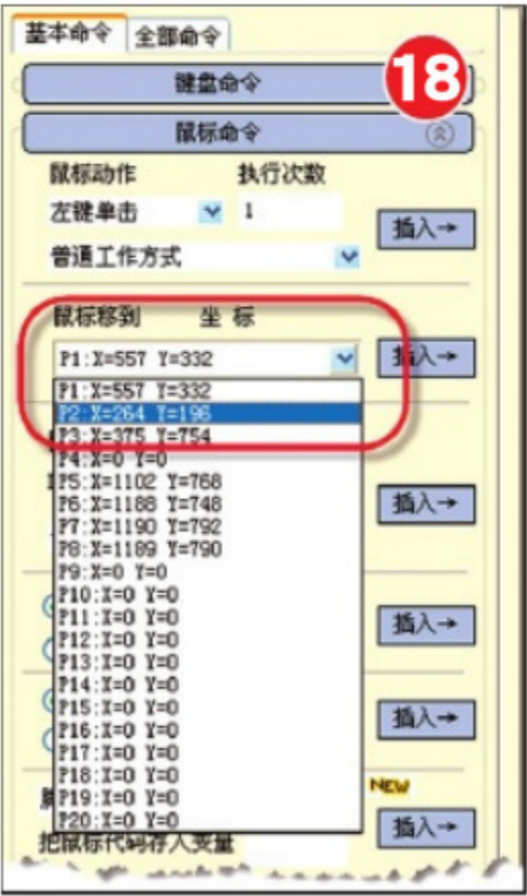 基本命令 全部命令
18
键盘命令
鼠标命令
鼠标动作 执行次数
左键单击 1
插入→
普通工作方式
鼠标移到 坐 标
P1:X=557 Y=332
插入→
P1:X=557 Y=332
P2:X=264 Y=196
P3:X=375 Y=754
P4:X=0 Y=0
P5:X=1102 Y=768
P6:X=1188 Y=748
插入→
P7:X=1190 Y=792
P8:X=1189 Y=790
P9:X=0 Y=0
P10:X=0 Y=0
P11:X=0 Y=0
插入→
P12:X=0 Y=0
P13:X=0 Y=0
P14:X=0 Y=0
P15:X=0 Y=0
插入→
P16:X=0 Y=0
P17:X=0 Y=0
P18:X=0 Y=0
NEW
P19:X=0 Y=0
P20:X=0 Y=0
插入→
把鼠标代码存入变量